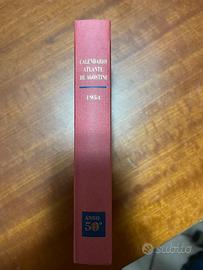 CALENDARIO
ATLANTE
DE AGOSTINI
1954
ANNO
50°
subito